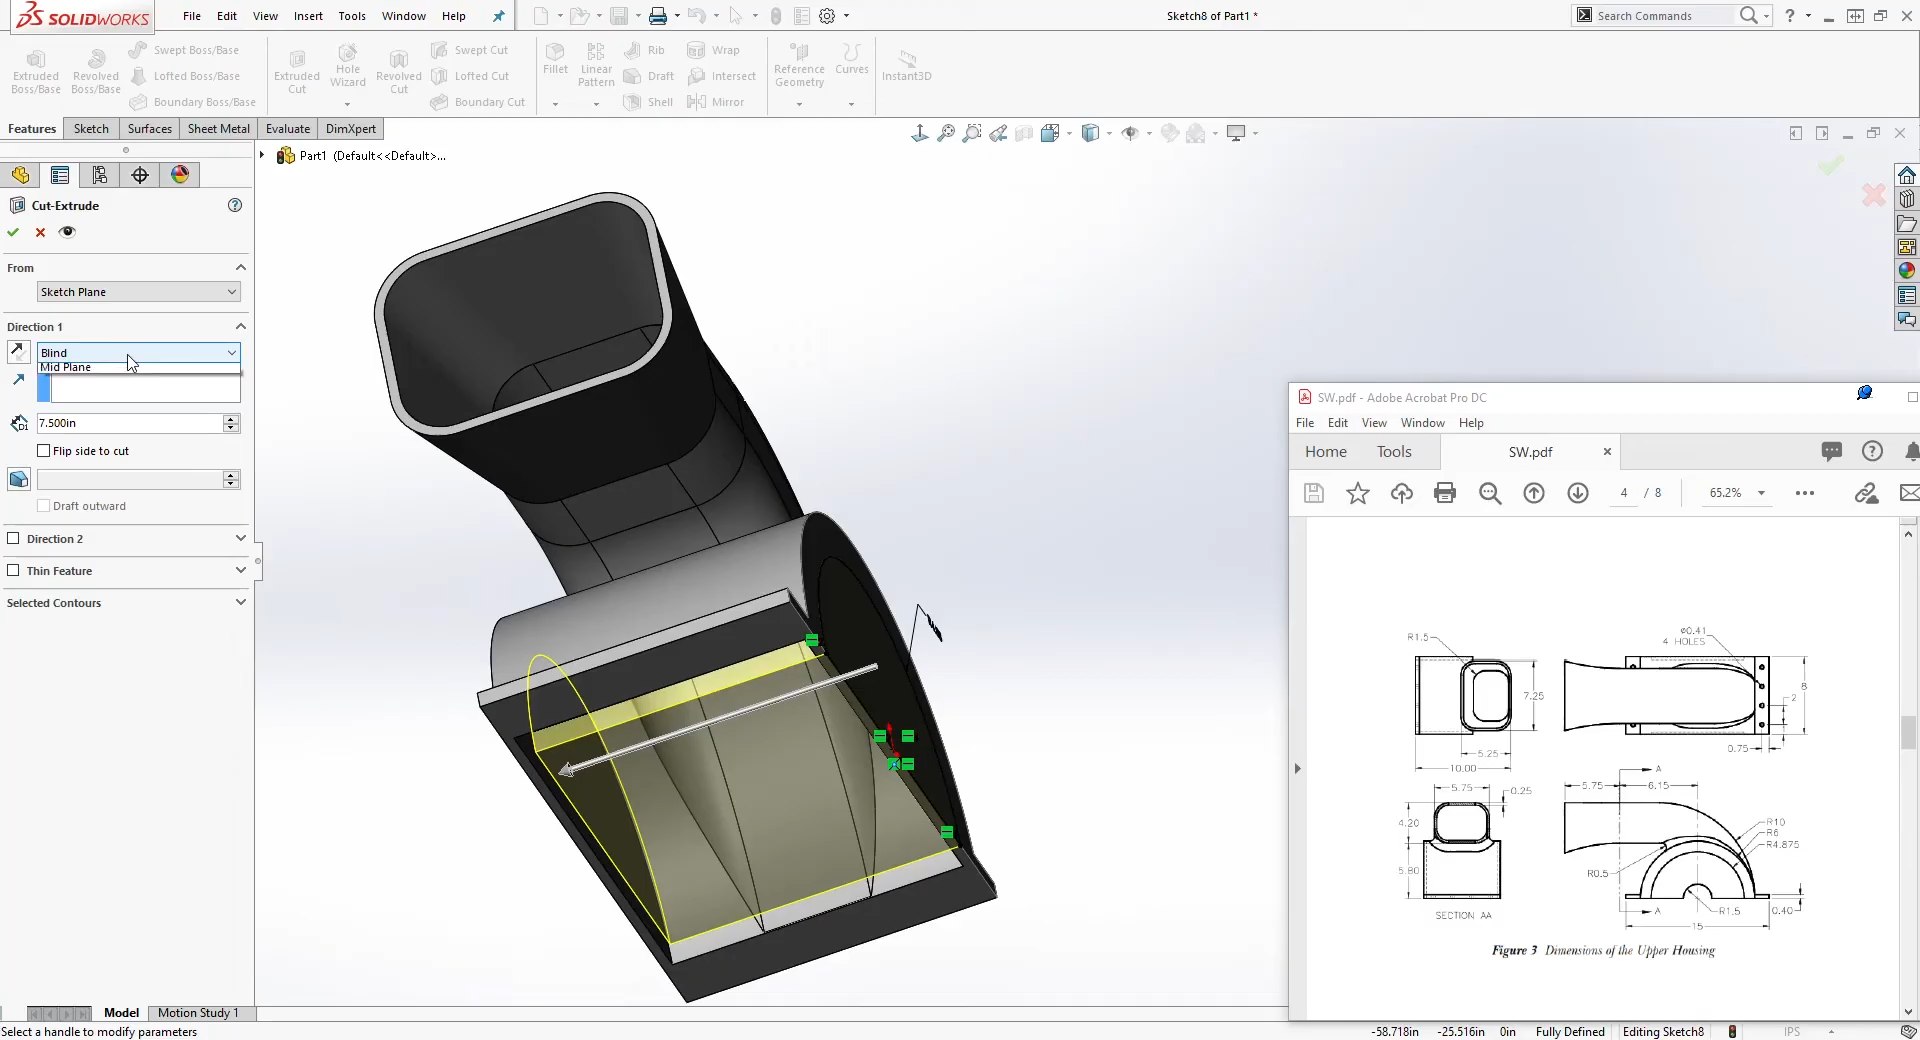 SOLIDWORKS
File Edit View Insert Tools Window Help
Sketch8 of Part1 *
Search Commands
Extruded Boss/Base
Revolved Boss/Base
Swept Boss/Base
Lofted Boss/Base
Boundary Boss/Base
Extruded Cut
Hole Wizard
Revolved Cut
Swept Cut
Lofted Cut
Boundary Cut
Fillet
Linear Pattern
Rib
Draft
Shell
Wrap
Intersect
Mirror
Reference Geometry
Curves
Instant3D
Features Sketch Surfaces Sheet Metal Evaluate DimXpert
Part1 (Default<<Default>...
Cut-Extrude
From
Sketch Plane
Direction 1
Blind
Mid Plane
7.500in
Flip side to cut
Draft outward
Direction 2
Thin Feature
Selected Contours
SW.pdf - Adobe Acrobat Pro DC
File Edit View Window Help
Home Tools SW.pdf
4 / 8 65.2%
R1.5
7.25
5.25
10.00
Ø0.41
4 HOLES
8
2
0.75
A
5.75
0.25
4.20
5.80
SECTION AA
5.75
6.15
R10
R6
R4.875
R0.5
R1.5
0.40
A
15
Figure 3 Dimensions of the Upper Housing
Model Motion Study 1
Select a handle to modify parameters
-58.718in -25.516in 0in Fully Defined Editing Sketch8 IPS